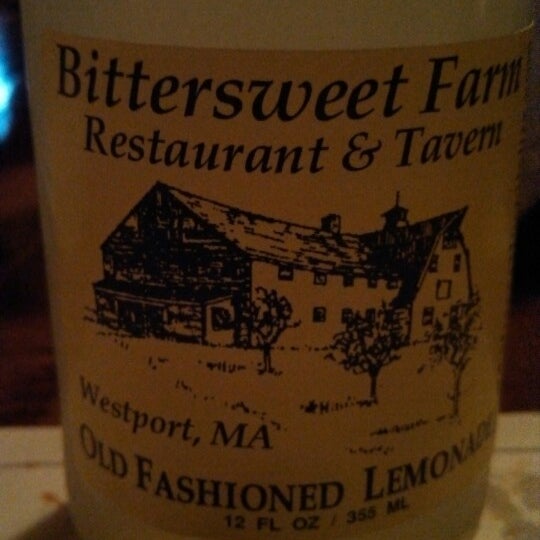 Bittersweet Farm
Restaurant & Tavern
Westport, MA
OLD FASHIONED LEMONADE
12 FL OZ / 355 ML